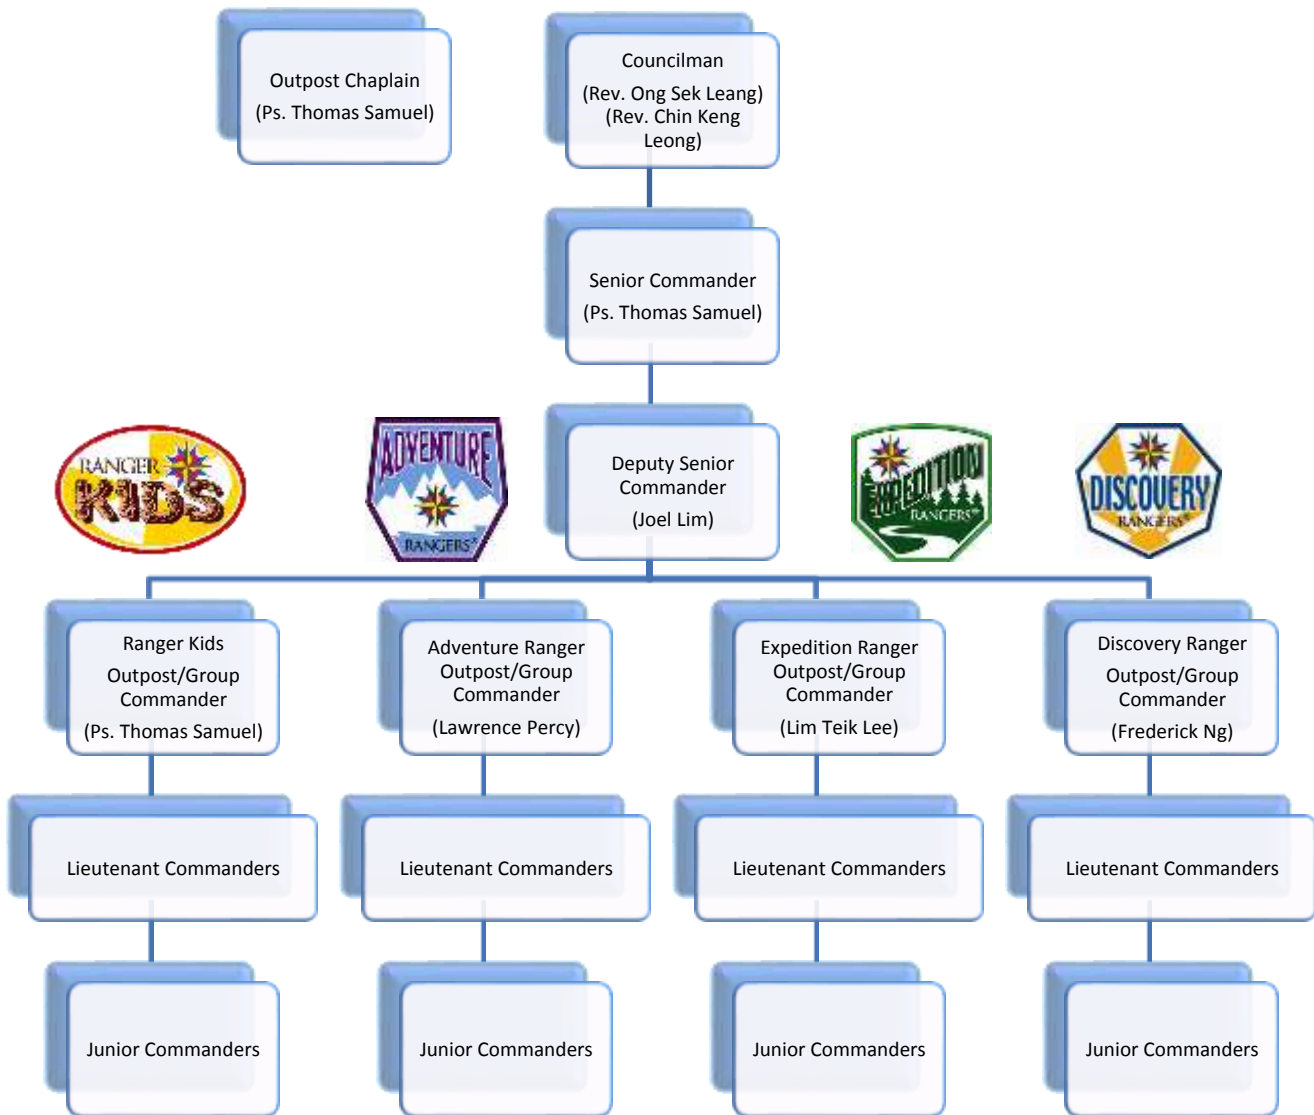 Outpost Chaplain
(Ps. Thomas Samuel)
Councilman
(Rev. Ong Sek Leang)
(Rev. Chin Keng
Leong)
Senior Commander
(Ps. Thomas Samuel)
Deputy Senior
Commander
(Joel Lim)
RANGER
KIDS
ADVENTURE
RANGERS®
EXPEDITION
RANGERS®
DISCOVERY
RANGERS®
Ranger Kids
Outpost/Group
Commander
(Ps. Thomas Samuel)
Adventure Ranger
Outpost/Group
Commander
(Lawrence Percy)
Expedition Ranger
Outpost/Group
Commander
(Lim Teik Lee)
Discovery Ranger
Outpost/Group
Commander
(Frederick Ng)
Lieutenant Commanders
Lieutenant Commanders
Lieutenant Commanders
Lieutenant Commanders
Junior Commanders
Junior Commanders
Junior Commanders
Junior Commanders